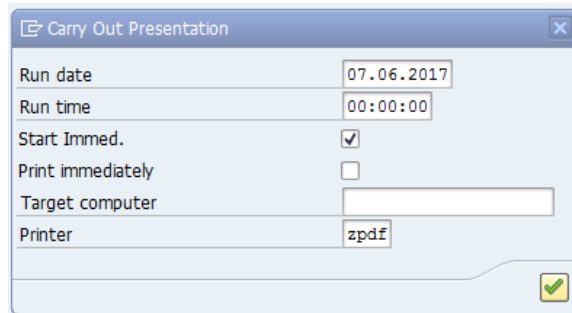 Carry Out Presentation
Run date 07.06.2017
Run time 00:00:00
Start Immed.
Print immediately
Target computer
Printer zpdf